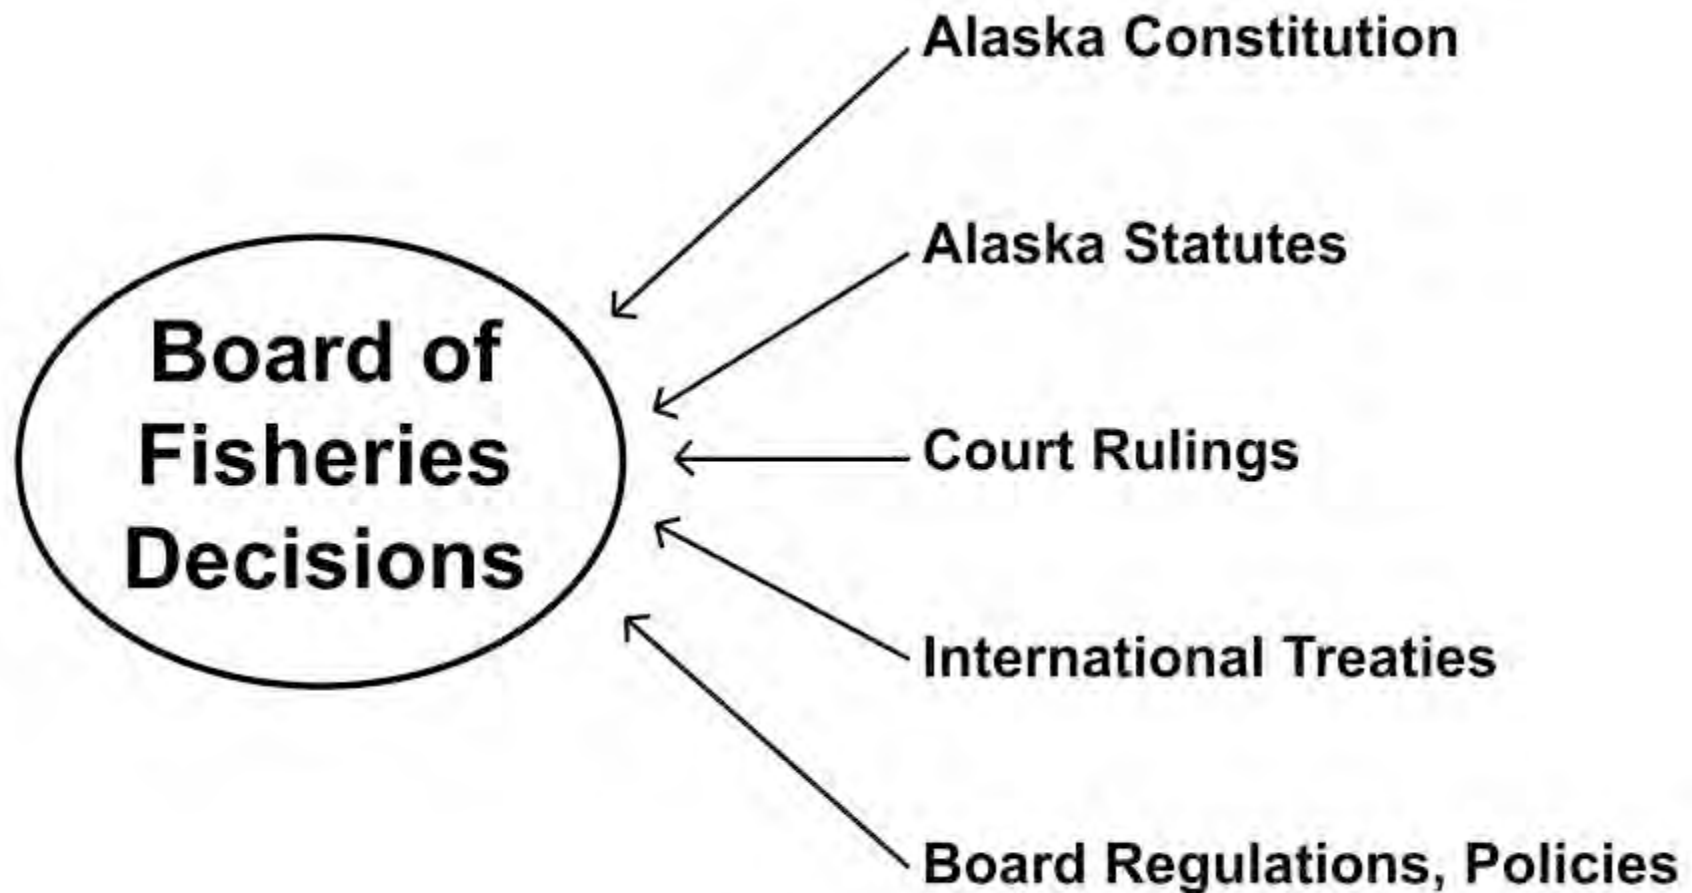 Alaska Constitution
Alaska Statutes
Board of
Fisheries
Decisions
Court Rulings
International Treaties
Board Regulations, Policies